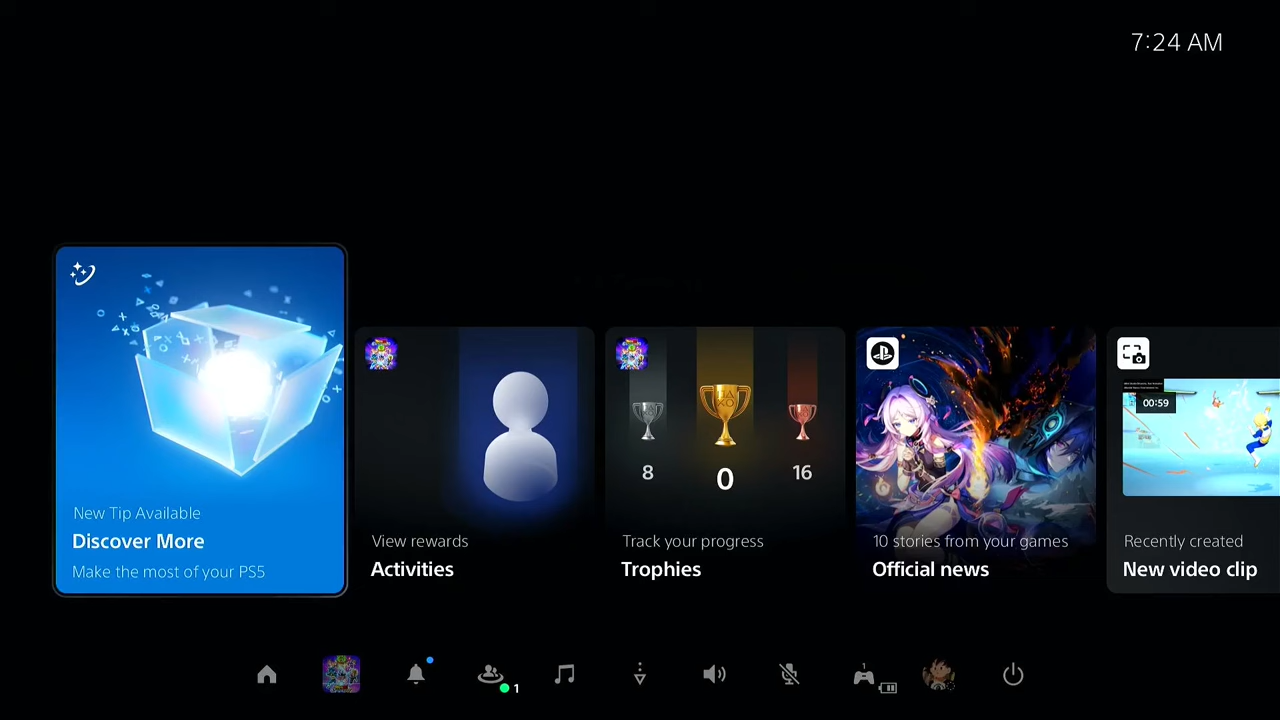 7:24 AM
New Tip Available
Discover More
Make the most of your PS5
View rewards
Activities
8
0
16
Track your progress
Trophies
10 stories from your games
Official news
00:59
Recently created
New video clip
1
1